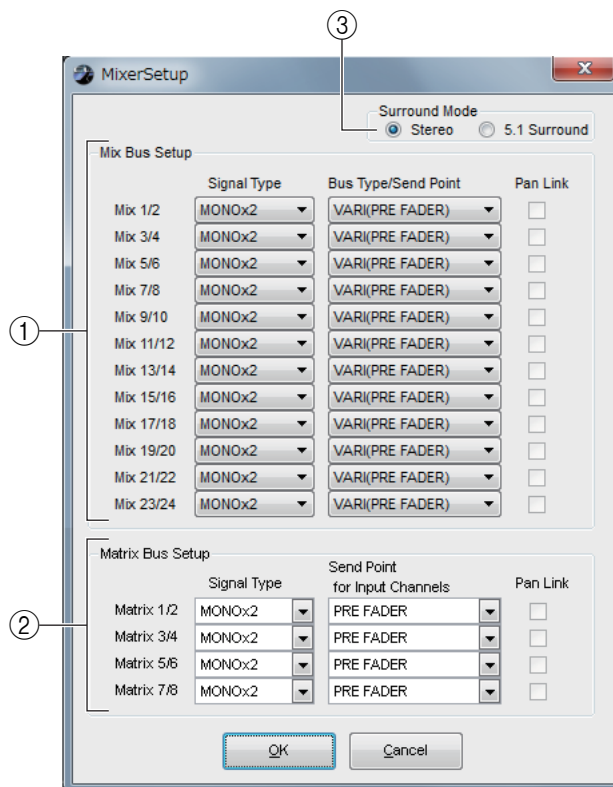 ③
MixerSetup
Surround Mode
Stereo 5.1 Surround
①
Mix Bus Setup
Signal Type Bus Type/Send Point Pan Link
Mix 1/2 MONOx2 VARI(PRE FADER)
Mix 3/4 MONOx2 VARI(PRE FADER)
Mix 5/6 MONOx2 VARI(PRE FADER)
Mix 7/8 MONOx2 VARI(PRE FADER)
Mix 9/10 MONOx2 VARI(PRE FADER)
Mix 11/12 MONOx2 VARI(PRE FADER)
Mix 13/14 MONOx2 VARI(PRE FADER)
Mix 15/16 MONOx2 VARI(PRE FADER)
Mix 17/18 MONOx2 VARI(PRE FADER)
Mix 19/20 MONOx2 VARI(PRE FADER)
Mix 21/22 MONOx2 VARI(PRE FADER)
Mix 23/24 MONOx2 VARI(PRE FADER)
②
Matrix Bus Setup
Signal Type Send Point for Input Channels Pan Link
Matrix 1/2 MONOx2 PRE FADER
Matrix 3/4 MONOx2 PRE FADER
Matrix 5/6 MONOx2 PRE FADER
Matrix 7/8 MONOx2 PRE FADER
OK Cancel